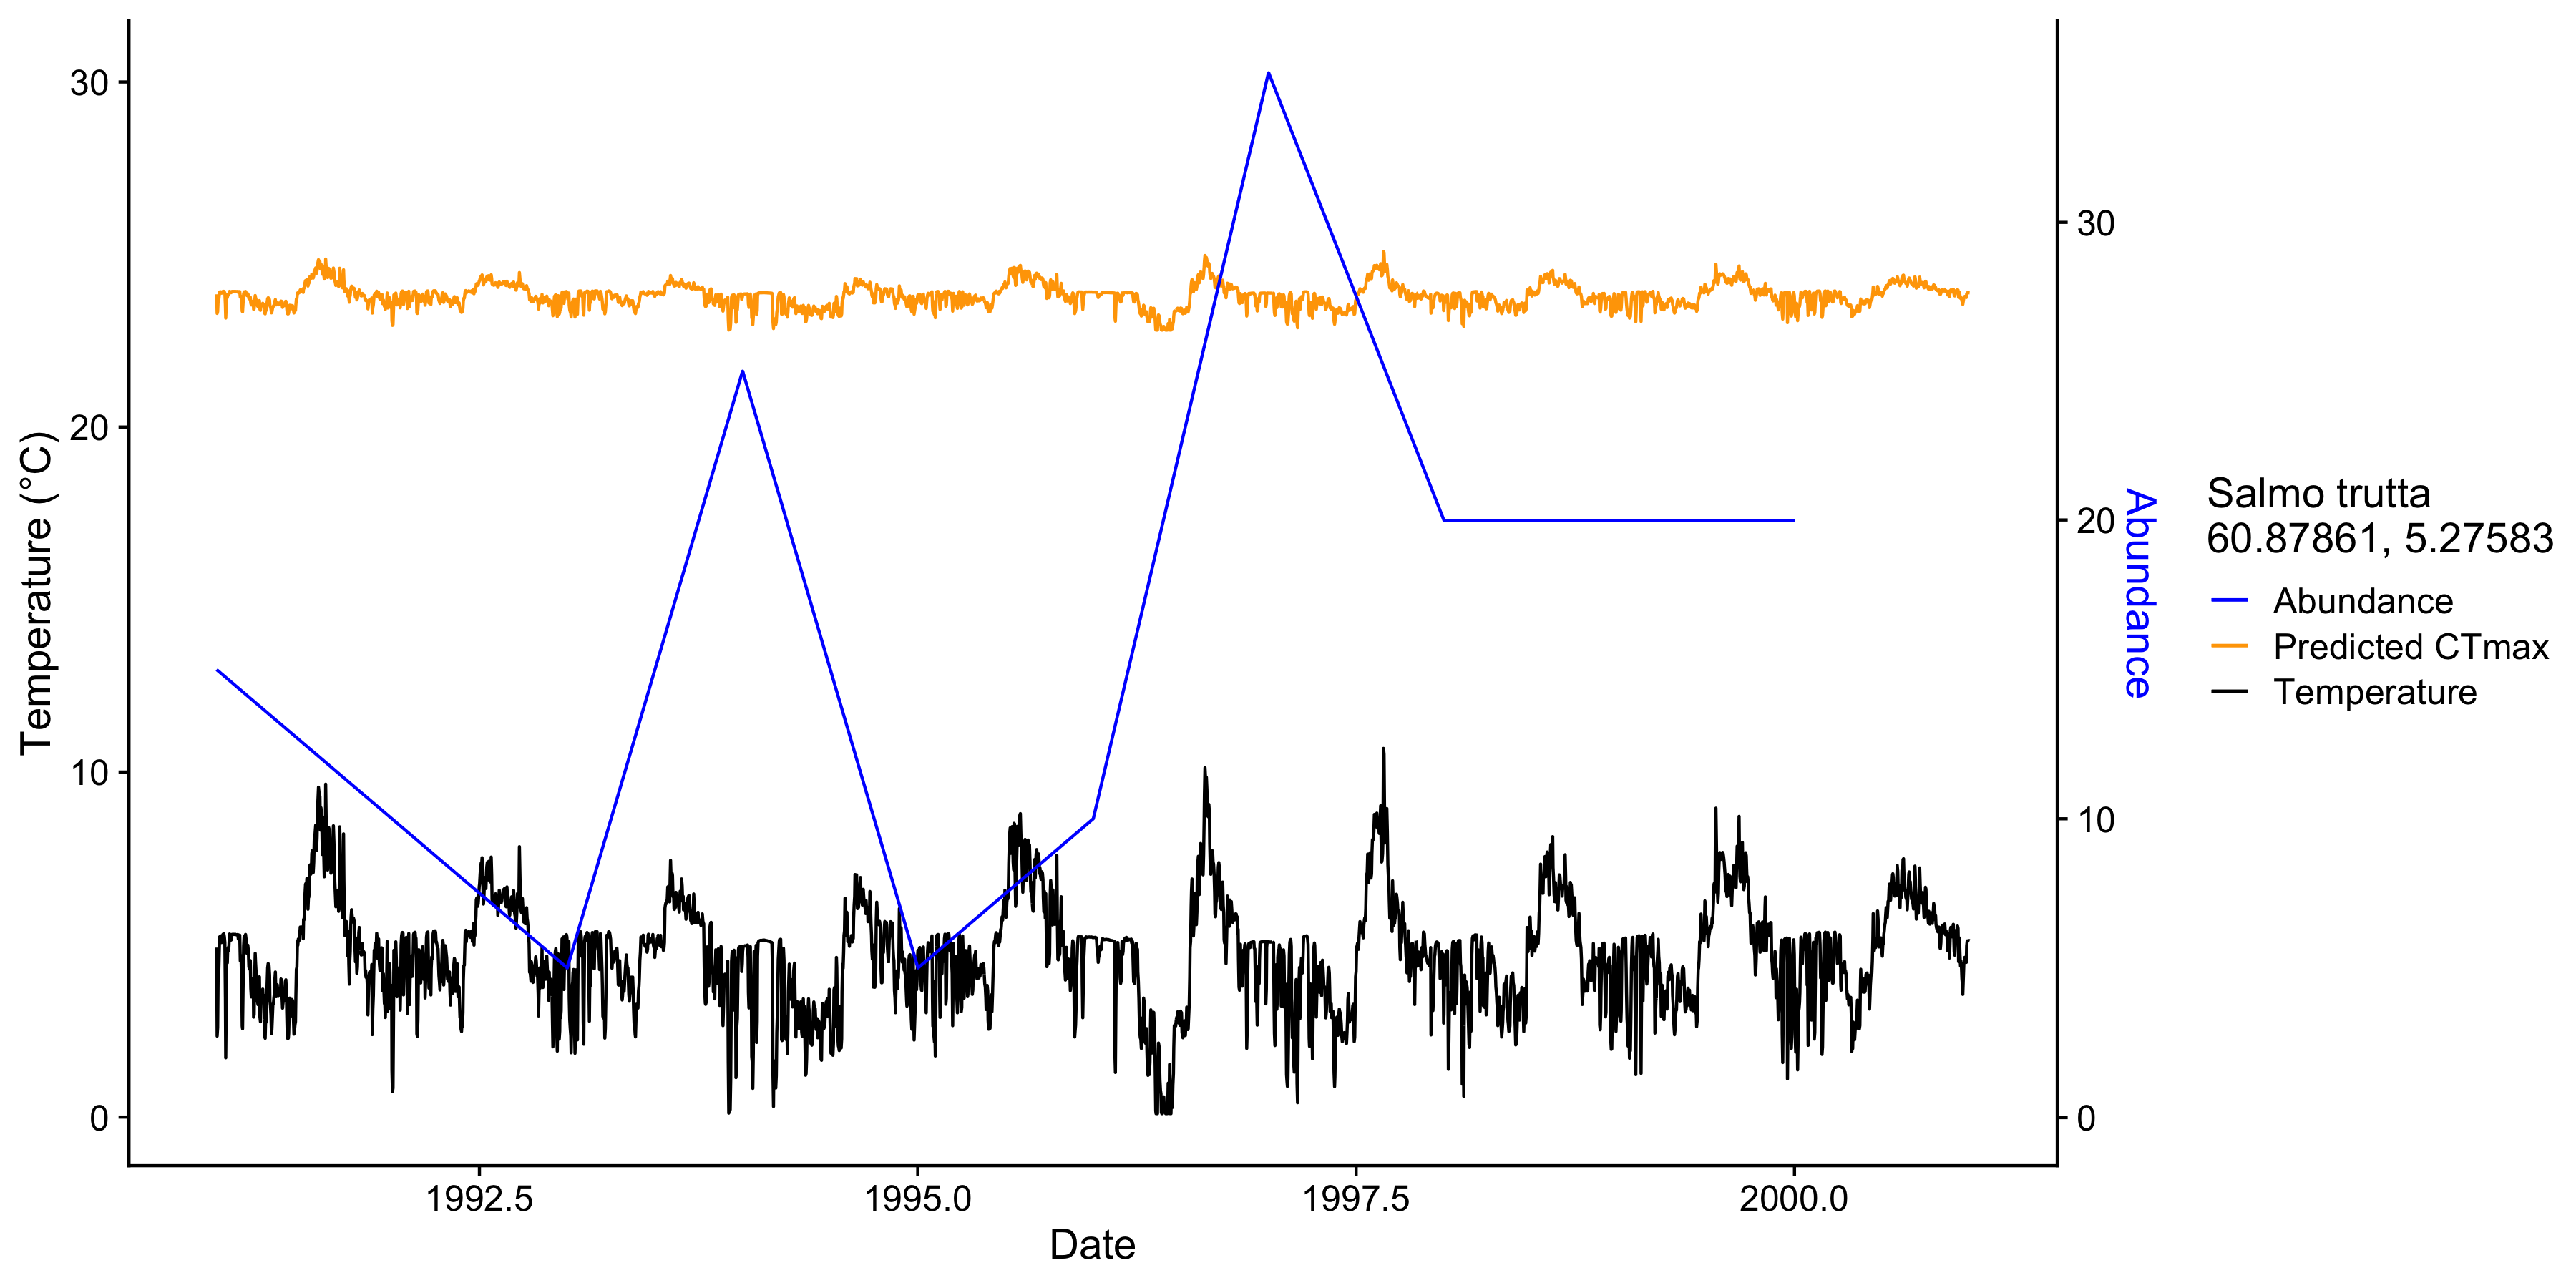 Temperature (°C)
30
20
10
0
1992.5
1995.0
1997.5
2000.0
Date
30
20
10
0
Abundance
Salmo trutta
60.87861, 5.27583
Abundance
Predicted CTmax
Temperature